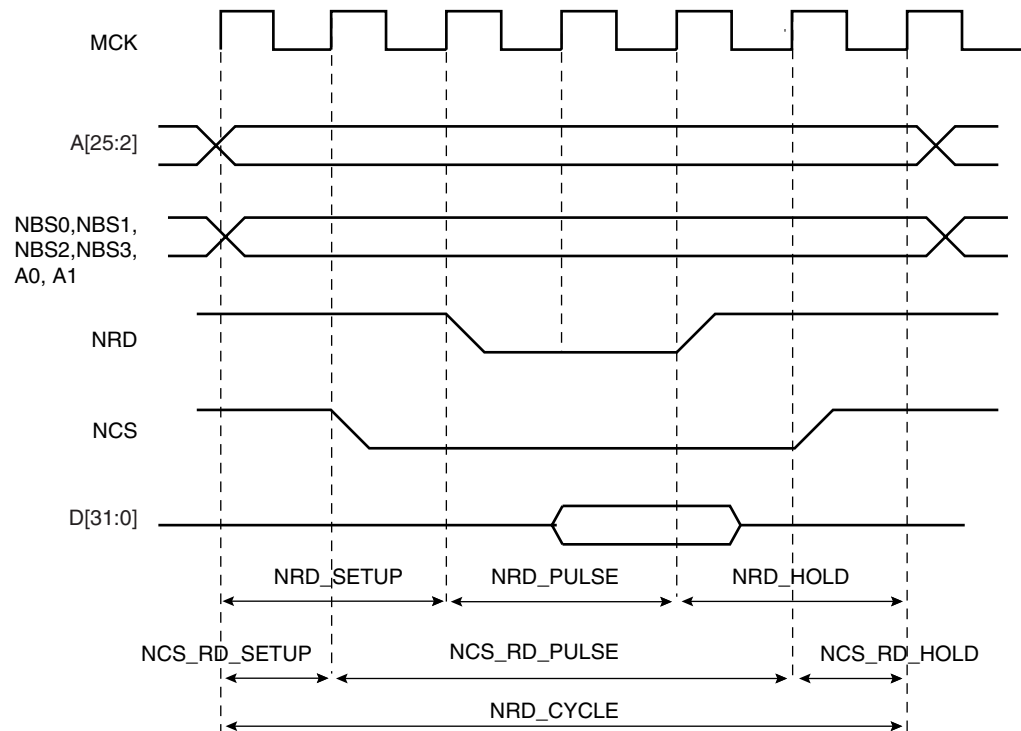 MCK
A[25:2]
NBS0,NBS1,
NBS2,NBS3,
A0, A1
NRD
NCS
D[31:0]
NRD_SETUP NRD_PULSE NRD_HOLD
NCS_RD_SETUP NCS_RD_PULSE NCS_RD_HOLD
NRD_CYCLE